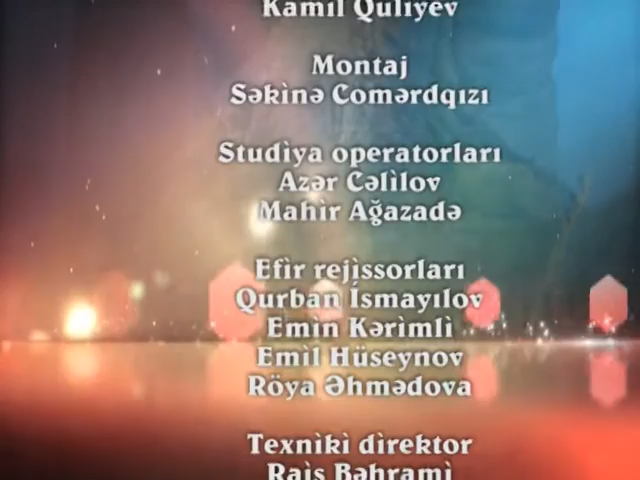 Kamil Quliyev
Montaj
Səkinə Comərdqızı
Studiya operatorları
Azər Cəlilov
Mahir Ağazadə
Efir rejissorları
Qurban İsmayılov
Emin Kərimli
Emil Hüseynov
Röya Əhmədova
Texniki direktor
Rais Bəhrami